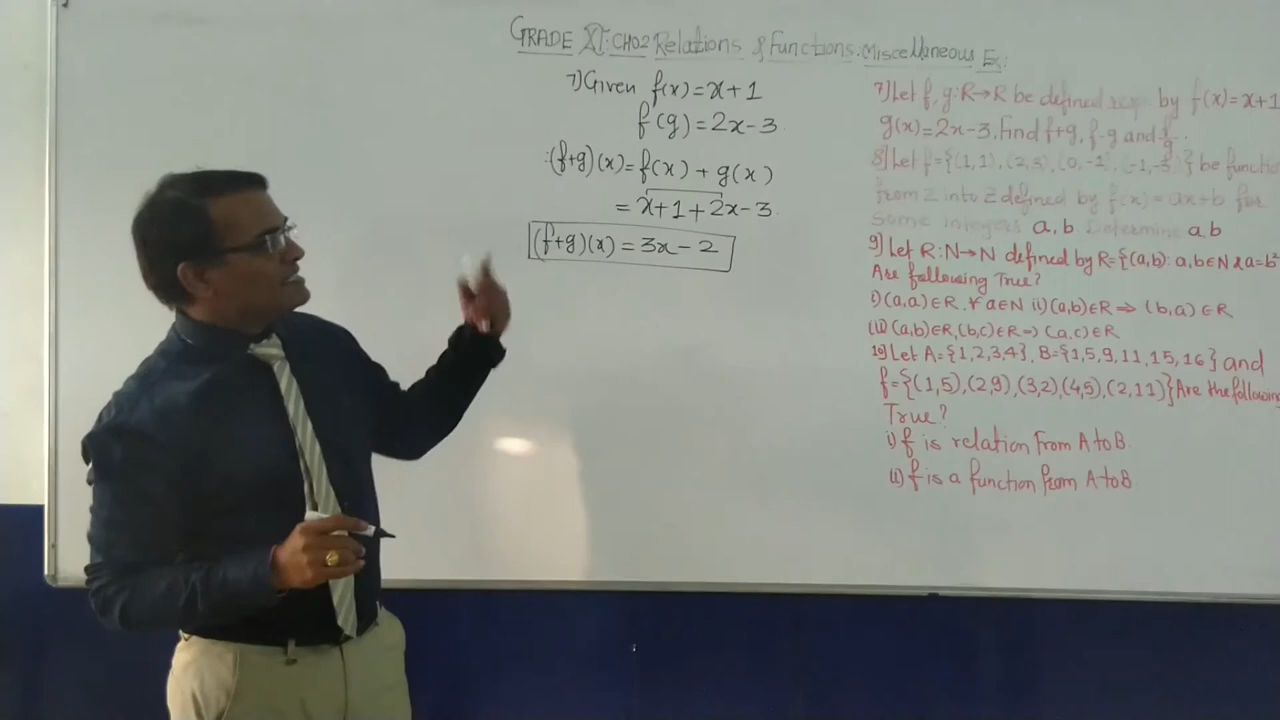 GRADE XI: CH02 Relations & Functions: Miscellaneous Ex:
7) Given f(x) = x+1
f(g) = 2x-3
:(f+g)(x) = f(x) + g(x)
= x+1+2x-3
(f+g)(x) = 3x-2
7) Let f, g: R→R be defined resp. by f(x) = x+1
g(x) = 2x-3. Find f+g, f-g and f/g.
8) Let f = {(1,1), (2,3), (0,-1), (-1,-3)} be functio
from Z into Z defined by f(x) = ax+b for
some integers a, b. Determine a, b
9) Let R: N→N defined by R = {(a,b): a, b∈N & a=b²
Are following True?
i) (a,a)∈R ∀ a∈N ii) (a,b)∈R ⇒ (b,a)∈R
(iii) (a,b)∈R, (b,c)∈R ⇒ (a,c)∈R
10) Let A = {1,2,3,4}, B = {1,5,9,11,15,16} and
f = {(1,5),(2,9),(3,2)(4,5),(2,11)} Are the following
True?
i) f is relation From A to B
ii) f is a function from A to B